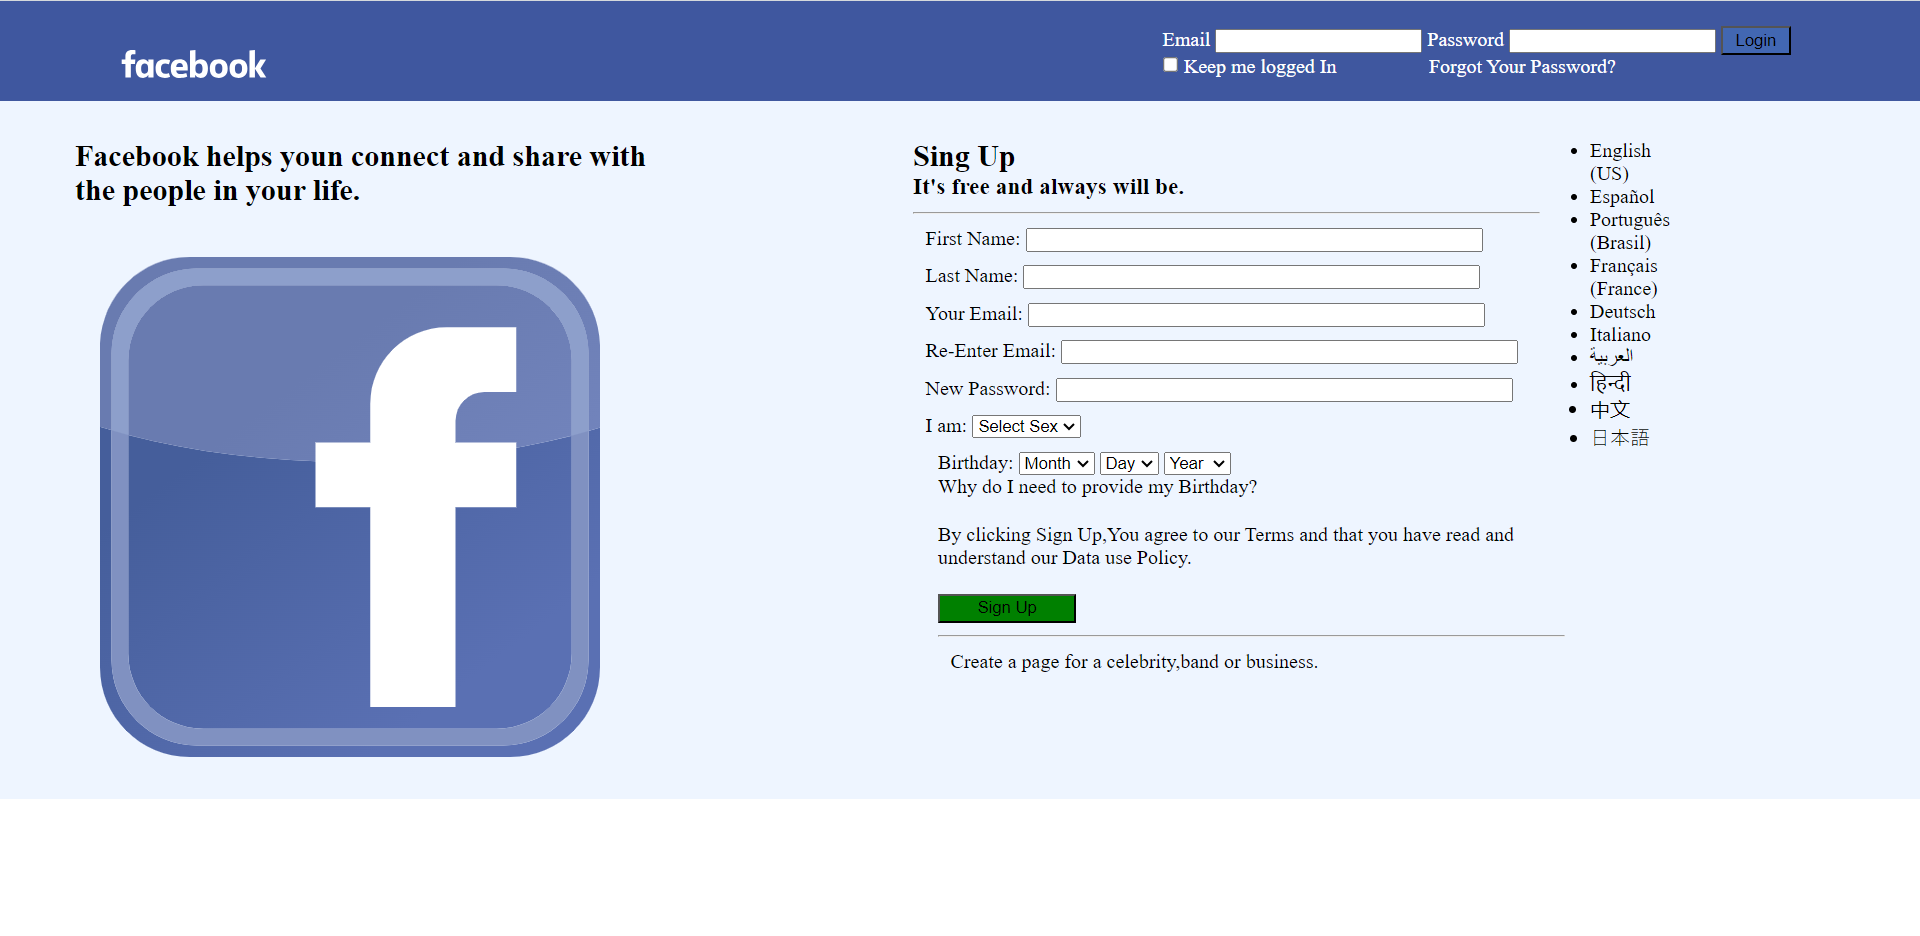 facebook
Email Password Login
Keep me logged In Forgot Your Password?
Facebook helps youn connect and share with
the people in your life.
Sing Up
It's free and always will be.
First Name:
Last Name:
Your Email:
Re-Enter Email:
New Password:
I am: Select Sex
Birthday: Month Day Year
Why do I need to provide my Birthday?
By clicking Sign Up,You agree to our Terms and that you have read and
understand our Data use Policy.
Sign Up
Create a page for a celebrity,band or business.
English
(US)
Español
Português
(Brasil)
Français
(France)
Deutsch
Italiano
العربية
हिन्दी
中文
日本語